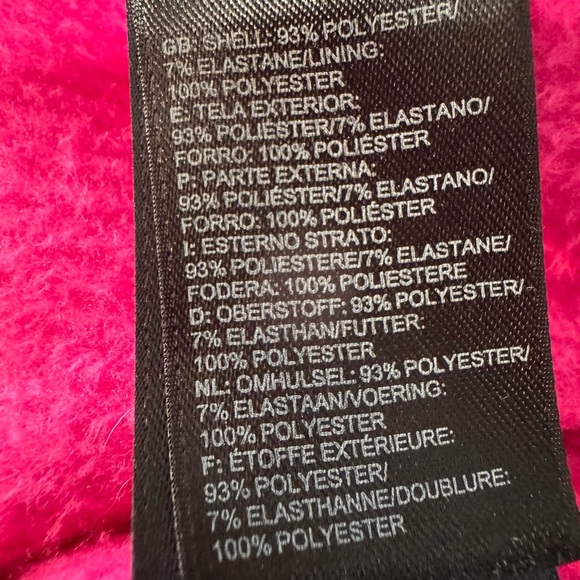 GB: SHELL: 93% POLYESTER/
7% ELASTANE/LINING:
100% POLYESTER
E: TELA EXTERIOR:
93% POLIÉSTER/7% ELASTANO/
FORRO: 100% POLIÉSTER
P: PARTE EXTERNA:
93% POLIÉSTER/7% ELASTANO/
FORRO: 100% POLIÉSTER
I: ESTERNO STRATO:
93% POLIESTERE/7% ELASTANE/
FODERA: 100% POLIESTERE
D: OBERSTOFF: 93% POLYESTER/
7% ELASTHAN/FUTTER:
100% POLYESTER
NL: OMHULSEL: 93% POLYESTER/
7% ELASTAAN/VOERING:
100% POLYESTER
F: ÉTOFFE EXTÉRIEURE:
93% POLYESTER/
7% ELASTHANNE/DOUBLURE:
100% POLYESTER